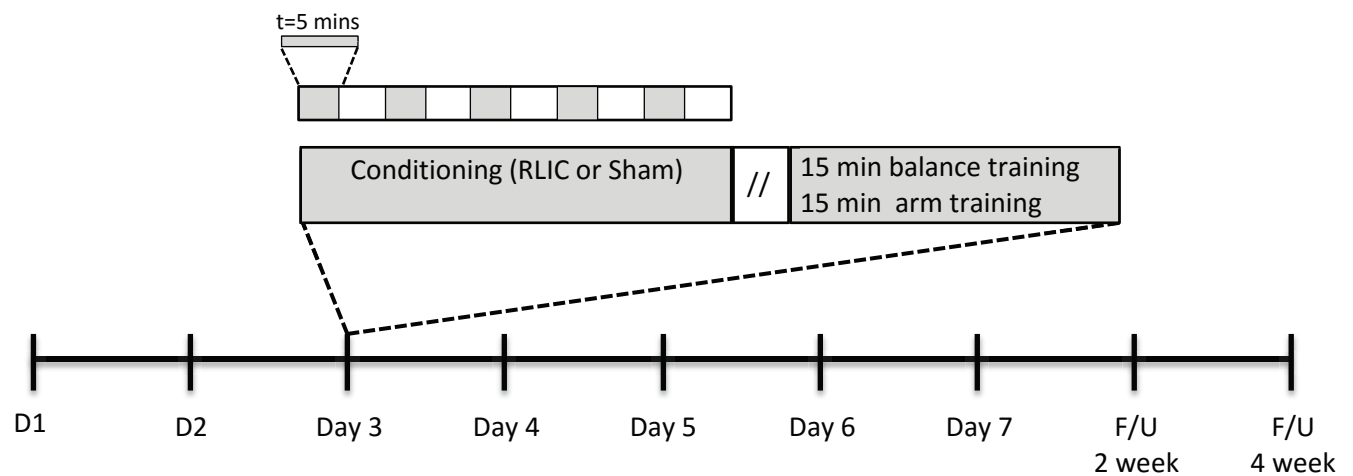 t=5 mins
Conditioning (RLIC or Sham)
//
15 min balance training
15 min arm training
D1
D2
Day 3
Day 4
Day 5
Day 6
Day 7
F/U
2 week
F/U
4 week